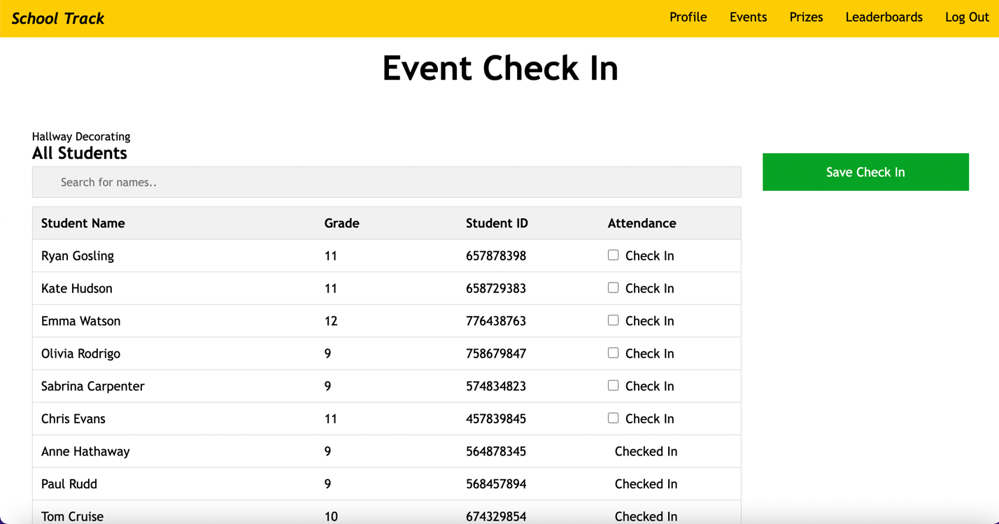 School Track Profile Events Prizes Leaderboards Log Out
Event Check In
Hallway Decorating
All Students
Save Check In
Search for names..
Student Name Grade Student ID Attendance
Ryan Gosling 11 657878398 Check In
Kate Hudson 11 658729383 Check In
Emma Watson 12 776438763 Check In
Olivia Rodrigo 9 758679847 Check In
Sabrina Carpenter 9 574834823 Check In
Chris Evans 11 457839845 Check In
Anne Hathaway 9 564878345 Checked In
Paul Rudd 9 568457894 Checked In
Tom Cruise 10 674329854 Checked In